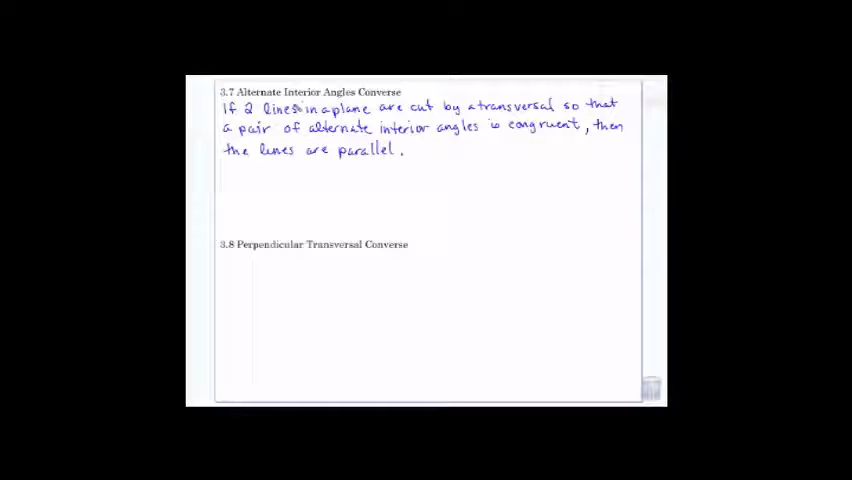 3.7 Alternate Interior Angles Converse
If 2 lines in a plane are cut by a transversal so that
a pair of alternate interior angles is congruent, then
the lines are parallel.
3.8 Perpendicular Transversal Converse